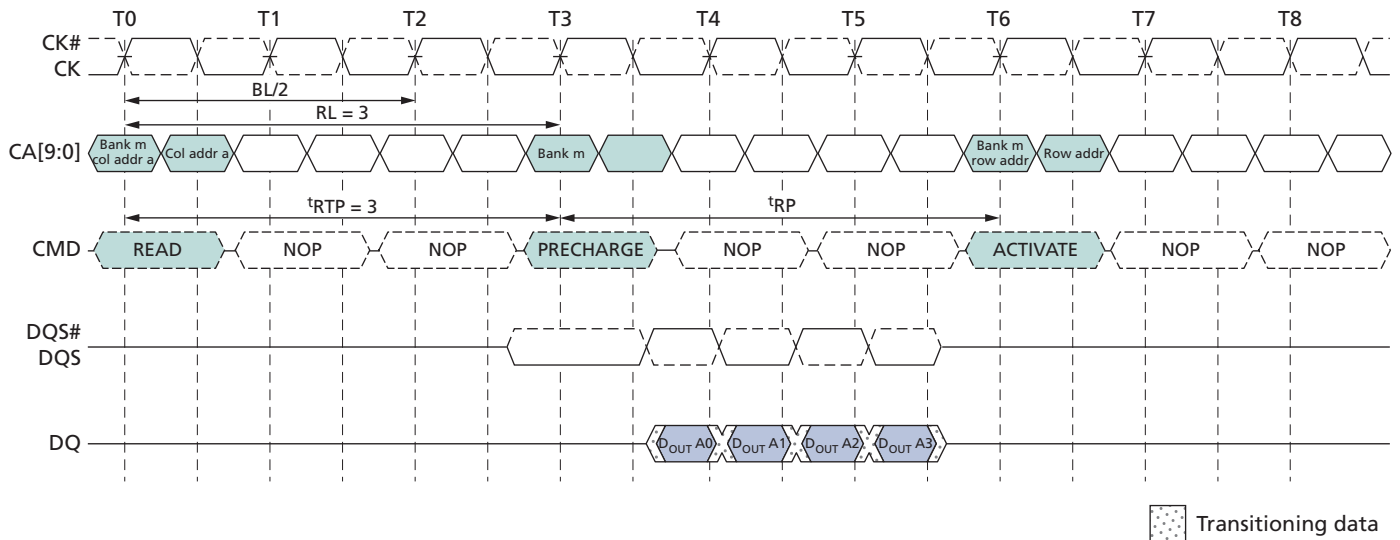 T0 T1 T2 T3 T4 T5 T6 T7 T8
CK#
CK
BL/2
RL = 3
CA[9:0]
Bank m
col addr a
Col addr a
Bank m
Bank m
row addr
Row addr
tRTP = 3
tRP
CMD
READ NOP NOP PRECHARGE NOP NOP ACTIVATE NOP NOP
DQS#
DQS
DQ
DOUT A0 DOUT A1 DOUT A2 DOUT A3
Transitioning data